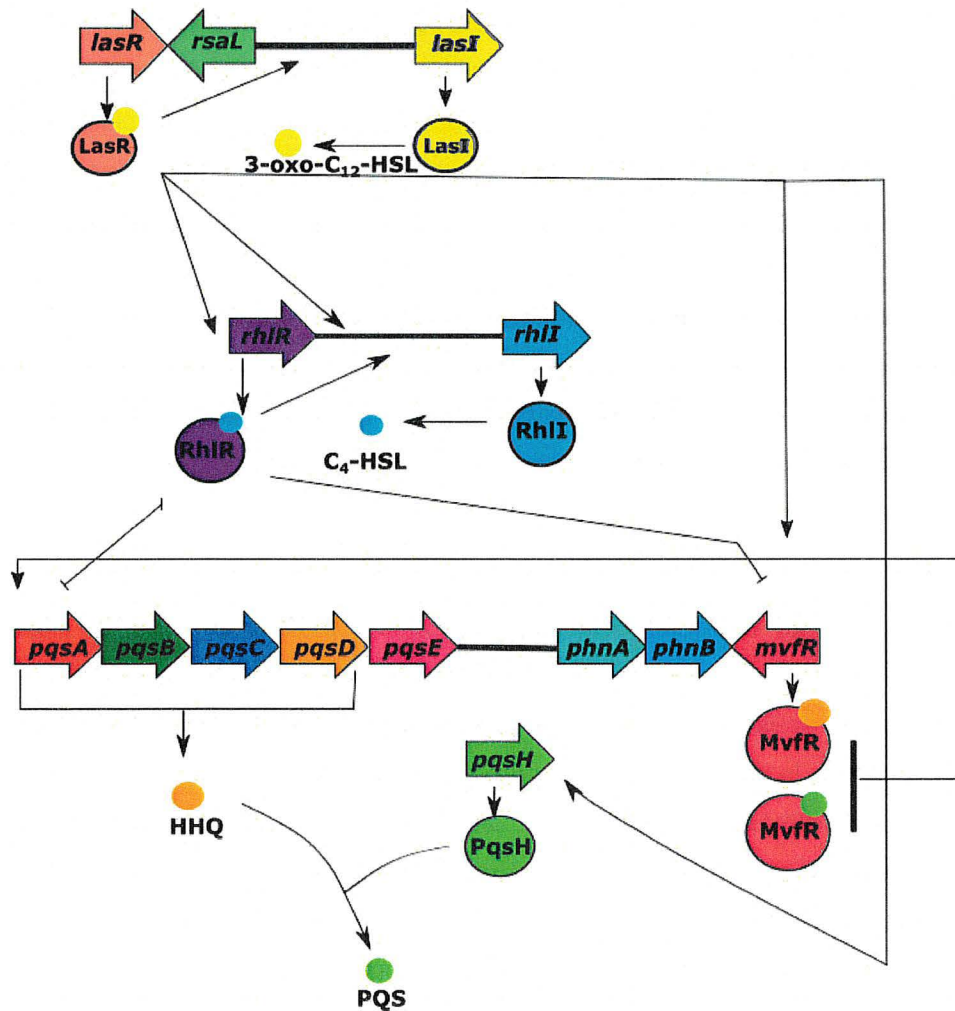 lasR rsaL lasI
LasR LasI
3-oxo-C₁₂-HSL
rhlR rhlI
RhlR RhlI
C₄-HSL
pqsA pqsB pqsC pqsD pqsE phnA phnB mvfR
MvfR
pqsH
HHQ
PqsH MvfR
PQS